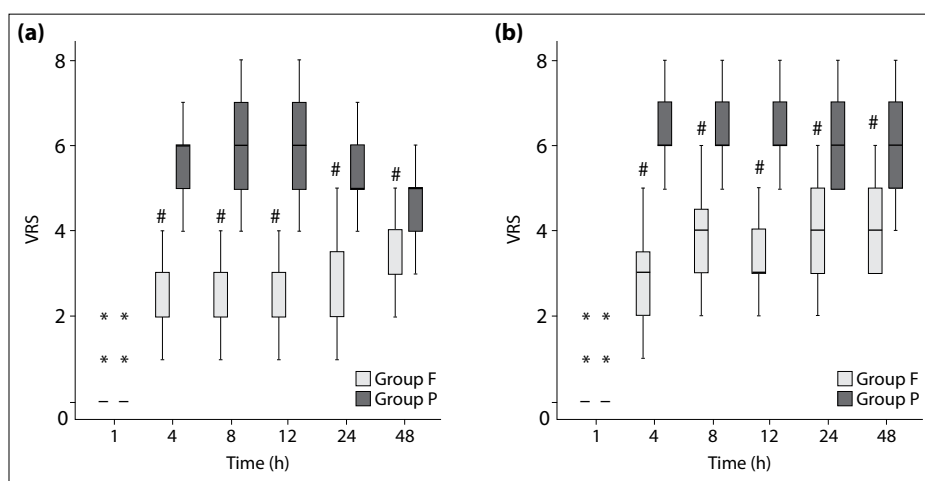 (a)
8
6
4
2
0
VRS
# # # # #
* *
* *
Group F
Group P
1 4 8 12 24 48
Time (h)
(b)
8
6
4
2
0
VRS
# # # # #
* *
* *
Group F
Group P
1 4 8 12 24 48
Time (h)